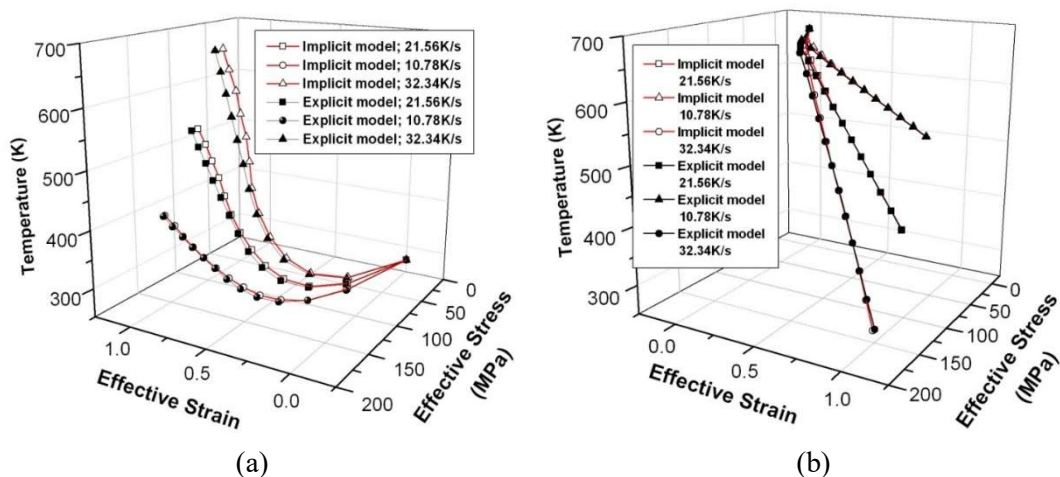 700
600
500
400
300
Temperature (K)
Implicit model; 21.56K/s
Implicit model; 10.78K/s
Implicit model; 32.34K/s
Explicit model; 21.56K/s
Explicit model; 10.78K/s
Explicit model; 32.34K/s
1.0
0.5
0.0
Effective Strain
0
50
100
150
200
Effective Stress
(MPa)
(a)
700
600
500
400
300
Temperature (K)
Implicit model
21.56K/s
Implicit model
10.78K/s
Implicit model
32.34K/s
Explicit model
21.56K/s
Explicit model
10.78K/s
Explicit model
32.34K/s
0.0
0.5
1.0
Effective Strain
0
50
100
150
200
Effective Stress
(MPa)
(b)